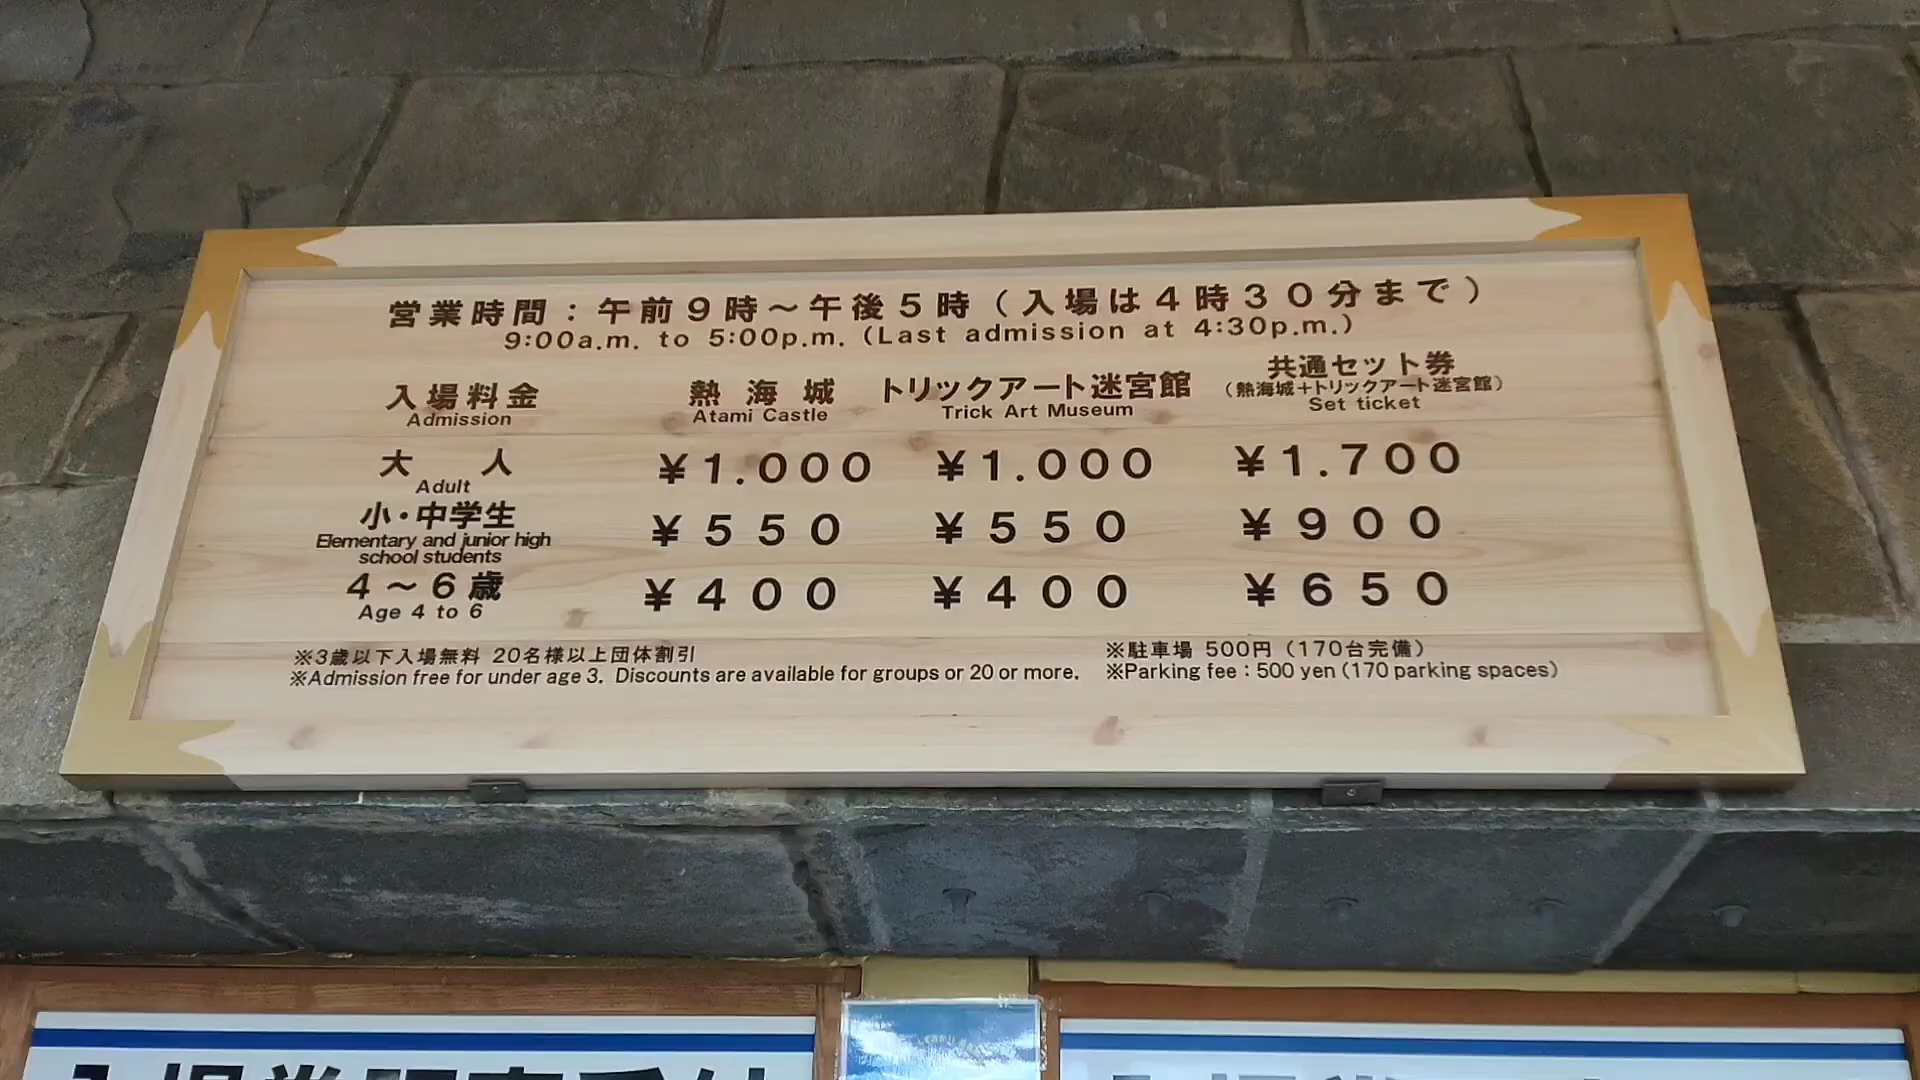 営業時間：午前9時～午後5時（入場は4時30分まで）
9:00a.m. to 5:00p.m. (Last admission at 4:30p.m.)
入場料金 熱海城 トリックアート迷宮館 共通セット券
（熱海城+トリックアート迷宮館）
Admission Atami Castle Trick Art Museum Set ticket
大人 ¥1.000 ¥1.000 ¥1.700
Adult
小・中学生 ¥550 ¥550 ¥900
Elementary and junior high
school students
4～6歳 ¥400 ¥400 ¥650
Age 4 to 6
※3歳以下入場無料 20名様以上団体割引 ※駐車場 500円（170台完備）
※Admission free for under age 3. Discounts are available for groups or 20 or more. ※Parking fee：500 yen (170 parking spaces)